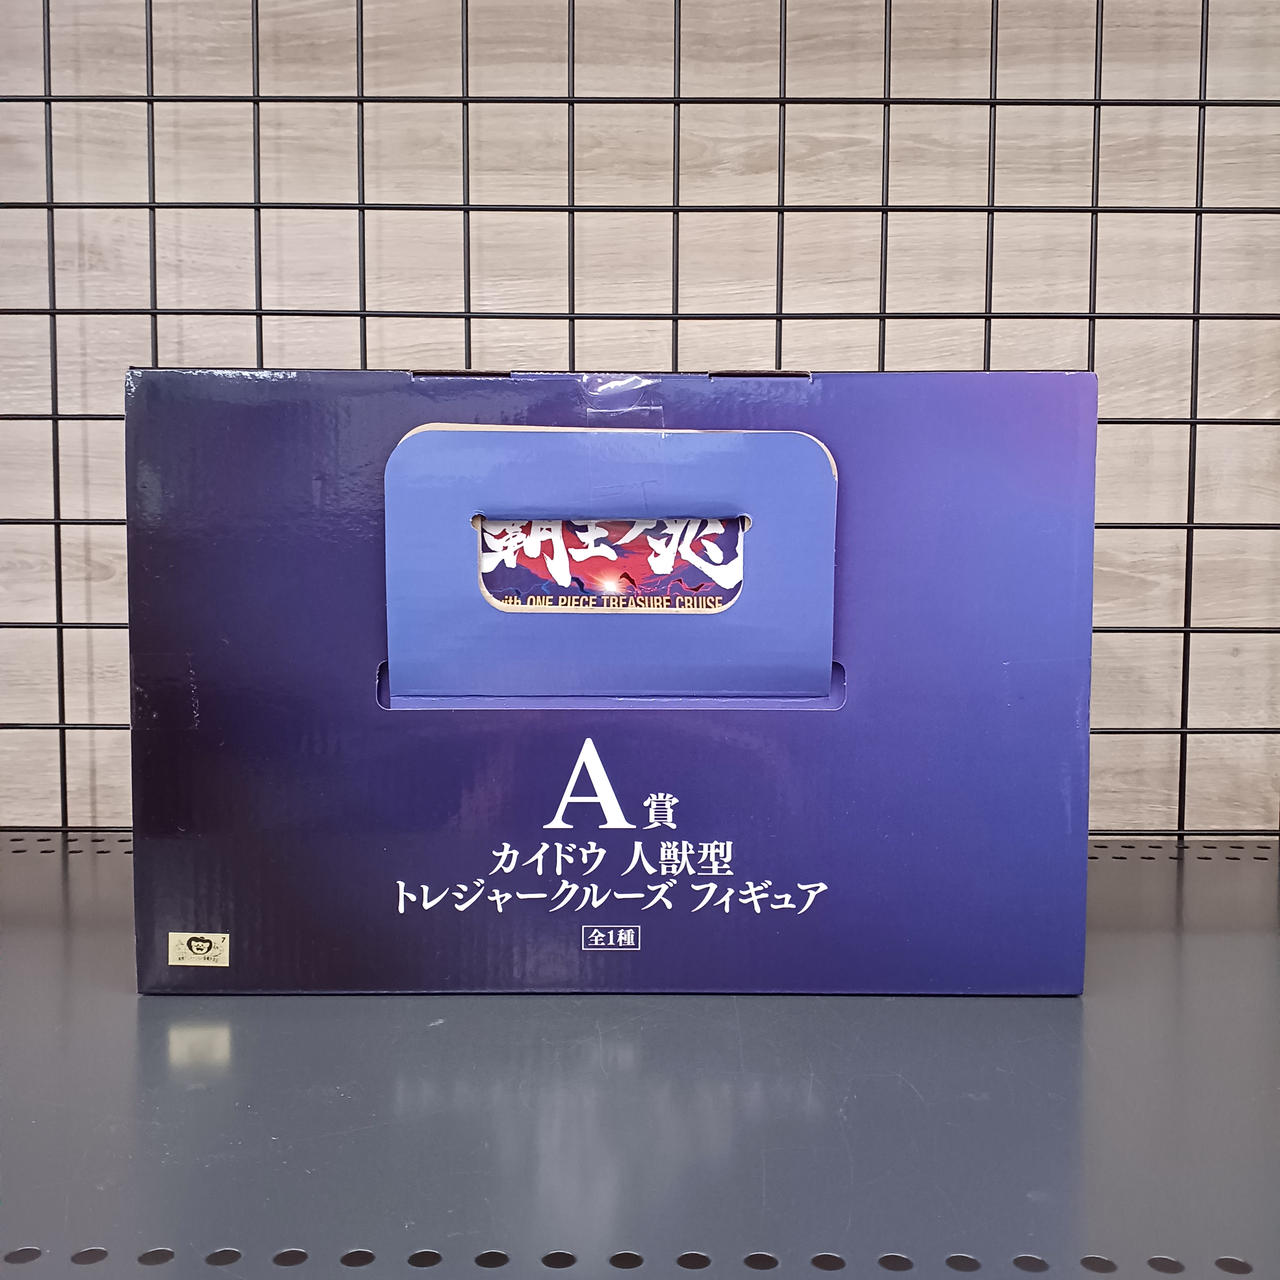 覇王ノ兆
with ONE PIECE TREASURE CRUISE
A賞
カイドウ 人獣型
トレジャークルーズ フィギュア
全1種
7